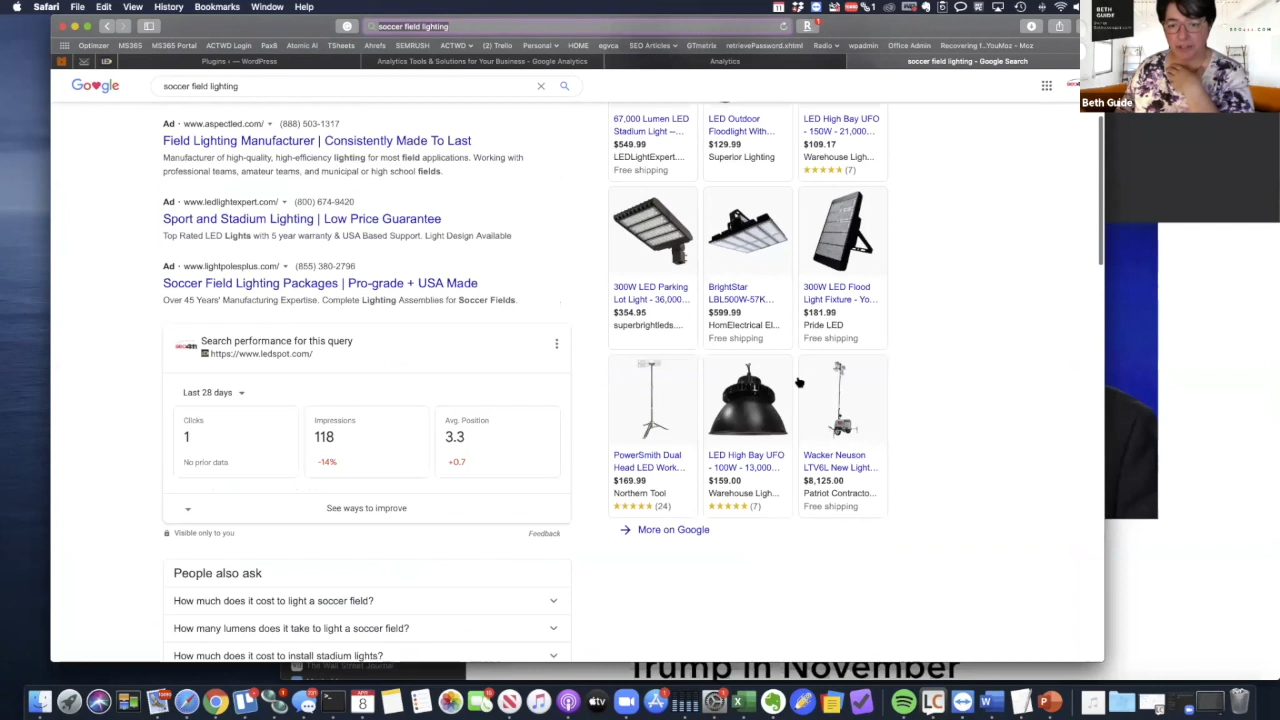 Safari File Edit View History Bookmarks Window Help
soccer field lighting
Optimzer MS365 MS365 Portal ACTWD Login Pax8 Atomic AI TSheets Ahrefs SEMRUSH ACTWD (2) Trello Personal HOME egvca SEO Articles GTmetrix retrievePassword.shtml Radio wpadmin Office Admin Recovering f...YouMoz - Moz
Plugins ‹ — WordPress
Analytics Tools & Solutions for Your Business - Google Analytics
Analytics
soccer field lighting - Google Search
BETH
GUIDE
Beth Guide
Google
soccer field lighting
Ad · www.aspectled.com/ (888) 503-1317
Field Lighting Manufacturer | Consistently Made To Last
Manufacturer of high-quality, high-efficiency lighting for most field applications. Working with
professional teams, amateur teams, and municipal or high school fields.
Ad · www.ledlightexpert.com/ (800) 674-9420
Sport and Stadium Lighting | Low Price Guarantee
Top Rated LED Lights with 5 year warranty & USA Based Support. Light Design Available
Ad · www.lightpolesplus.com/ (855) 380-2796
Soccer Field Lighting Packages | Pro-grade + USA Made
Over 45 Years' Manufacturing Expertise. Complete Lighting Assemblies for Soccer Fields.
Search performance for this query
https://www.ledspot.com/
Last 28 days
Clicks
1
No prior data
Impressions
118
-14%
Avg. Position
3.3
+0.7
See ways to improve
Visible only to you
Feedback
People also ask
How much does it cost to light a soccer field?
How many lumens does it take to light a soccer field?
How much does it cost to install stadium lights?
67,000 Lumen LED
Stadium Light --...
$549.99
LEDLightExpert....
Free shipping
LED Outdoor
Floodlight With...
$129.99
Superior Lighting
LED High Bay UFO
- 150W - 21,000...
$109.17
Warehouse Ligh...
(7)
300W LED Parking
Lot Light - 36,000...
$354.95
superbrightleds....
BrightStar
LBL500W-57K...
$599.99
HomElectrical El...
Free shipping
300W LED Flood
Light Fixture - Yo...
$181.99
Pride LED
Free shipping
PowerSmith Dual
Head LED Work...
$169.99
Northern Tool
(24)
LED High Bay UFO
- 100W - 13,000...
$159.00
Warehouse Ligh...
(7)
Wacker Neuson
LTV6L New Light...
$8,125.00
Patriot Contracto...
Free shipping
More on Google
The Wall Street Journal
Trump in November